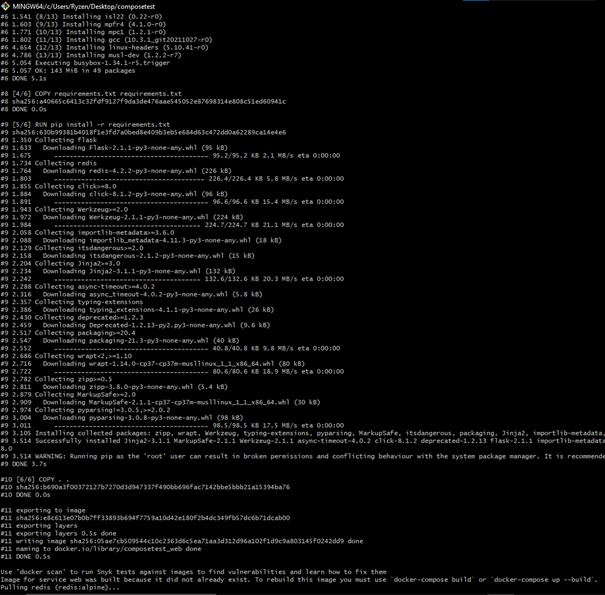 MINGW64:/c/Users/Ryzen/Desktop/composetest
#6 1.541 (8/13) Installing isl22 (0.22-r0)
#6 1.603 (9/13) Installing mpfr4 (4.1.0-r0)
#6 1.771 (10/13) Installing mpc1 (1.2.1-r0)
#6 1.802 (11/13) Installing gcc (10.3.1_git20211027-r0)
#6 4.654 (12/13) Installing linux-headers (5.10.41-r0)
#6 4.786 (13/13) Installing musl-dev (1.2.2-r7)
#6 5.054 Executing busybox-1.34.1-r5.trigger
#6 5.057 OK: 143 MiB in 49 packages
#6 DONE 5.1s
#8 [4/6] COPY requirements.txt requirements.txt
#8 sha256:a40665c6413c32fdf9127f9da3de476aae545052e87698314e808c51ed60941c
#8 DONE 0.0s
#9 [5/6] RUN pip install -r requirements.txt
#9 sha256:630b99381b4018f1e3fd7a0bed8e409b3eb5e684d63c472dd0a62289ca14e4e6
#9 1.350 Collecting flask
#9 1.633 Downloading Flask-2.1.1-py3-none-any.whl (95 kB)
#9 1.675 ---------------------------------------- 95.2/95.2 KB 2.1 MB/s eta 0:00:00
#9 1.734 Collecting redis
#9 1.764 Downloading redis-4.2.2-py3-none-any.whl (226 kB)
#9 1.803 --------------------------------------- 226.4/226.4 KB 5.8 MB/s eta 0:00:00
#9 1.855 Collecting click>=8.0
#9 1.884 Downloading click-8.1.2-py3-none-any.whl (96 kB)
#9 1.891 ---------------------------------------- 96.6/96.6 KB 15.4 MB/s eta 0:00:00
#9 1.943 Collecting Werkzeug>=2.0
#9 1.972 Downloading Werkzeug-2.1.1-py3-none-any.whl (224 kB)
#9 1.984 -------------------------------------- 224.7/224.7 KB 21.1 MB/s eta 0:00:00
#9 2.058 Collecting importlib-metadata>=3.6.0
#9 2.088 Downloading importlib_metadata-4.11.3-py3-none-any.whl (18 kB)
#9 2.129 Collecting itsdangerous>=2.0
#9 2.158 Downloading itsdangerous-2.1.2-py3-none-any.whl (15 kB)
#9 2.204 Collecting Jinja2>=3.0
#9 2.234 Downloading Jinja2-3.1.1-py3-none-any.whl (132 kB)
#9 2.242 -------------------------------------- 132.6/132.6 KB 20.3 MB/s eta 0:00:00
#9 2.288 Collecting async-timeout>=4.0.2
#9 2.316 Downloading async_timeout-4.0.2-py3-none-any.whl (5.8 kB)
#9 2.357 Collecting typing-extensions
#9 2.386 Downloading typing_extensions-4.1.1-py3-none-any.whl (26 kB)
#9 2.430 Collecting deprecated>=1.2.3
#9 2.459 Downloading Deprecated-1.2.13-py2.py3-none-any.whl (9.6 kB)
#9 2.517 Collecting packaging>=20.4
#9 2.547 Downloading packaging-21.3-py3-none-any.whl (40 kB)
#9 2.552 ---------------------------------------- 40.8/40.8 KB 9.8 MB/s eta 0:00:00
#9 2.686 Collecting wrapt<2,>=1.10
#9 2.716 Downloading wrapt-1.14.0-cp37-cp37m-musllinux_1_1_x86_64.whl (80 kB)
#9 2.722 ---------------------------------------- 80.6/80.6 KB 18.9 MB/s eta 0:00:00
#9 2.782 Collecting zipp>=0.5
#9 2.811 Downloading zipp-3.8.0-py3-none-any.whl (5.4 kB)
#9 2.879 Collecting MarkupSafe>=2.0
#9 2.909 Downloading MarkupSafe-2.1.1-cp37-cp37m-musllinux_1_1_x86_64.whl (30 kB)
#9 2.974 Collecting pyparsing!=3.0.5,>=2.0.2
#9 3.004 Downloading pyparsing-3.0.8-py3-none-any.whl (98 kB)
#9 3.011 ---------------------------------------- 98.5/98.5 KB 17.5 MB/s eta 0:00:00
#9 3.105 Installing collected packages: zipp, wrapt, Werkzeug, typing-extensions, pyparsing, MarkupSafe, itsdangerous, packaging, Jinja2, importlib-metadata,
#9 3.514 Successfully installed Jinja2-3.1.1 MarkupSafe-2.1.1 Werkzeug-2.1.1 async-timeout-4.0.2 click-8.1.2 deprecated-1.2.13 flask-2.1.1 importlib-metadata-
8.0
#9 3.514 WARNING: Running pip as the 'root' user can result in broken permissions and conflicting behaviour with the system package manager. It is recommende
#9 DONE 3.7s
#10 [6/6] COPY . .
#10 sha256:b690a3f00372127b7270d3d947337f490bb696fac7142bbe5bbb21a15394ba76
#10 DONE 0.0s
#11 exporting to image
#11 sha256:e8c613e07b0b7ff33893b694f7759a10d42e180f2b4dc349fb57dc6b71dcab00
#11 exporting layers
#11 exporting layers 0.5s done
#11 writing image sha256:05ae7cb509544c10c2363d6c5ea71aa3d312d96a102f1d9c9a803145f0242dd9 done
#11 naming to docker.io/library/composetest_web done
#11 DONE 0.5s
Use 'docker scan' to run Snyk tests against images to find vulnerabilities and learn how to fix them
Image for service web was built because it did not already exist. To rebuild this image you must use `docker-compose build` or `docker-compose up --build`.
Pulling redis (redis:alpine)...